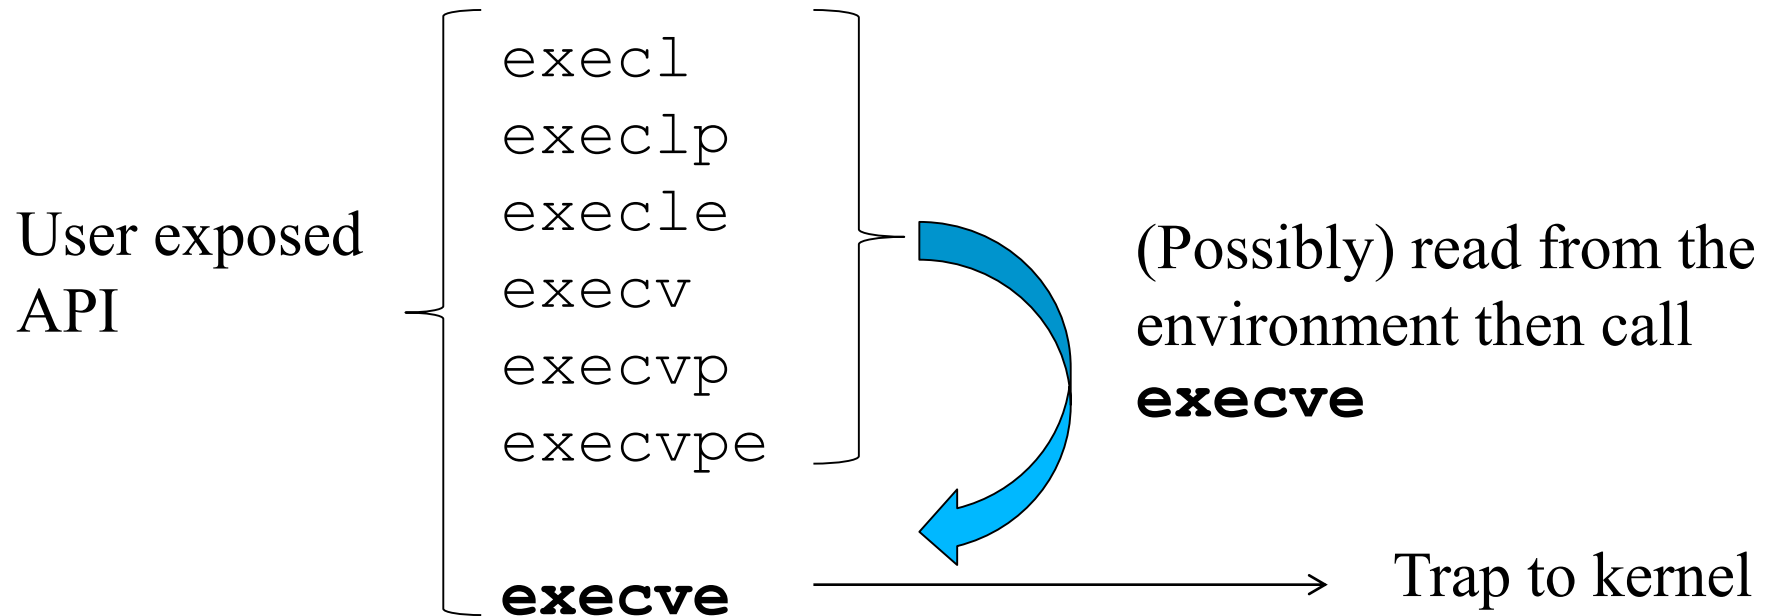 User exposed
API
execl
execlp
execle
execv
execvp
execvpe
execve
(Possibly) read from the
environment then call
execve
Trap to kernel